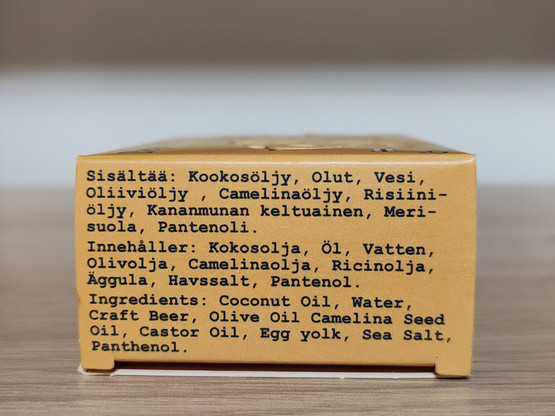 Sisältää: Kookosöljy, Olut, Vesi,
Oliiviöljy , Camelinaöljy, Risiini-
öljy, Kananmunan keltuainen, Meri-
suola, Pantenoli.
Innehåller: Kokosolja, Öl, Vatten,
Olivolja, Camelinaolja, Ricinolja,
Äggula, Havssalt, Pantenol.
Ingredients: Coconut Oil, Water,
Craft Beer, Olive Oil Camelina Seed
Oil, Castor Oil, Egg yolk, Sea Salt,
Panthenol.